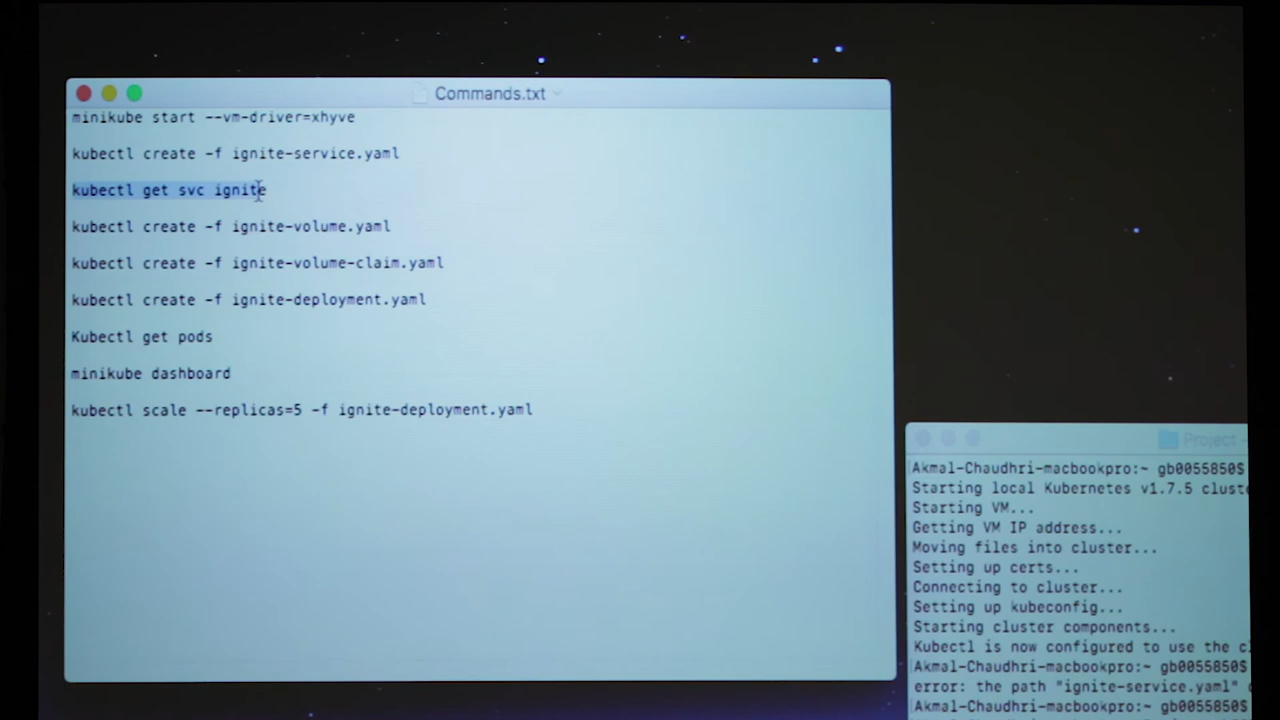 Commands.txt
minikube start --vm-driver=xhyve
kubectl create -f ignite-service.yaml
kubectl get svc ignite
kubectl create -f ignite-volume.yaml
kubectl create -f ignite-volume-claim.yaml
kubectl create -f ignite-deployment.yaml
Kubectl get pods
minikube dashboard
kubectl scale --replicas=5 -f ignite-deployment.yaml
Project -
Akmal-Chaudhri-macbookpro:~ gb0055850$
Starting local Kubernetes v1.7.5 cluste
Starting VM...
Getting VM IP address...
Moving files into cluster...
Setting up certs...
Connecting to cluster...
Setting up kubeconfig...
Starting cluster components...
Kubectl is now configured to use the cl
Akmal-Chaudhri-macbookpro:~ gb0055850$
error: the path "ignite-service.yaml"
Akmal-Chaudhri-macbookpro:~ gb0055850$